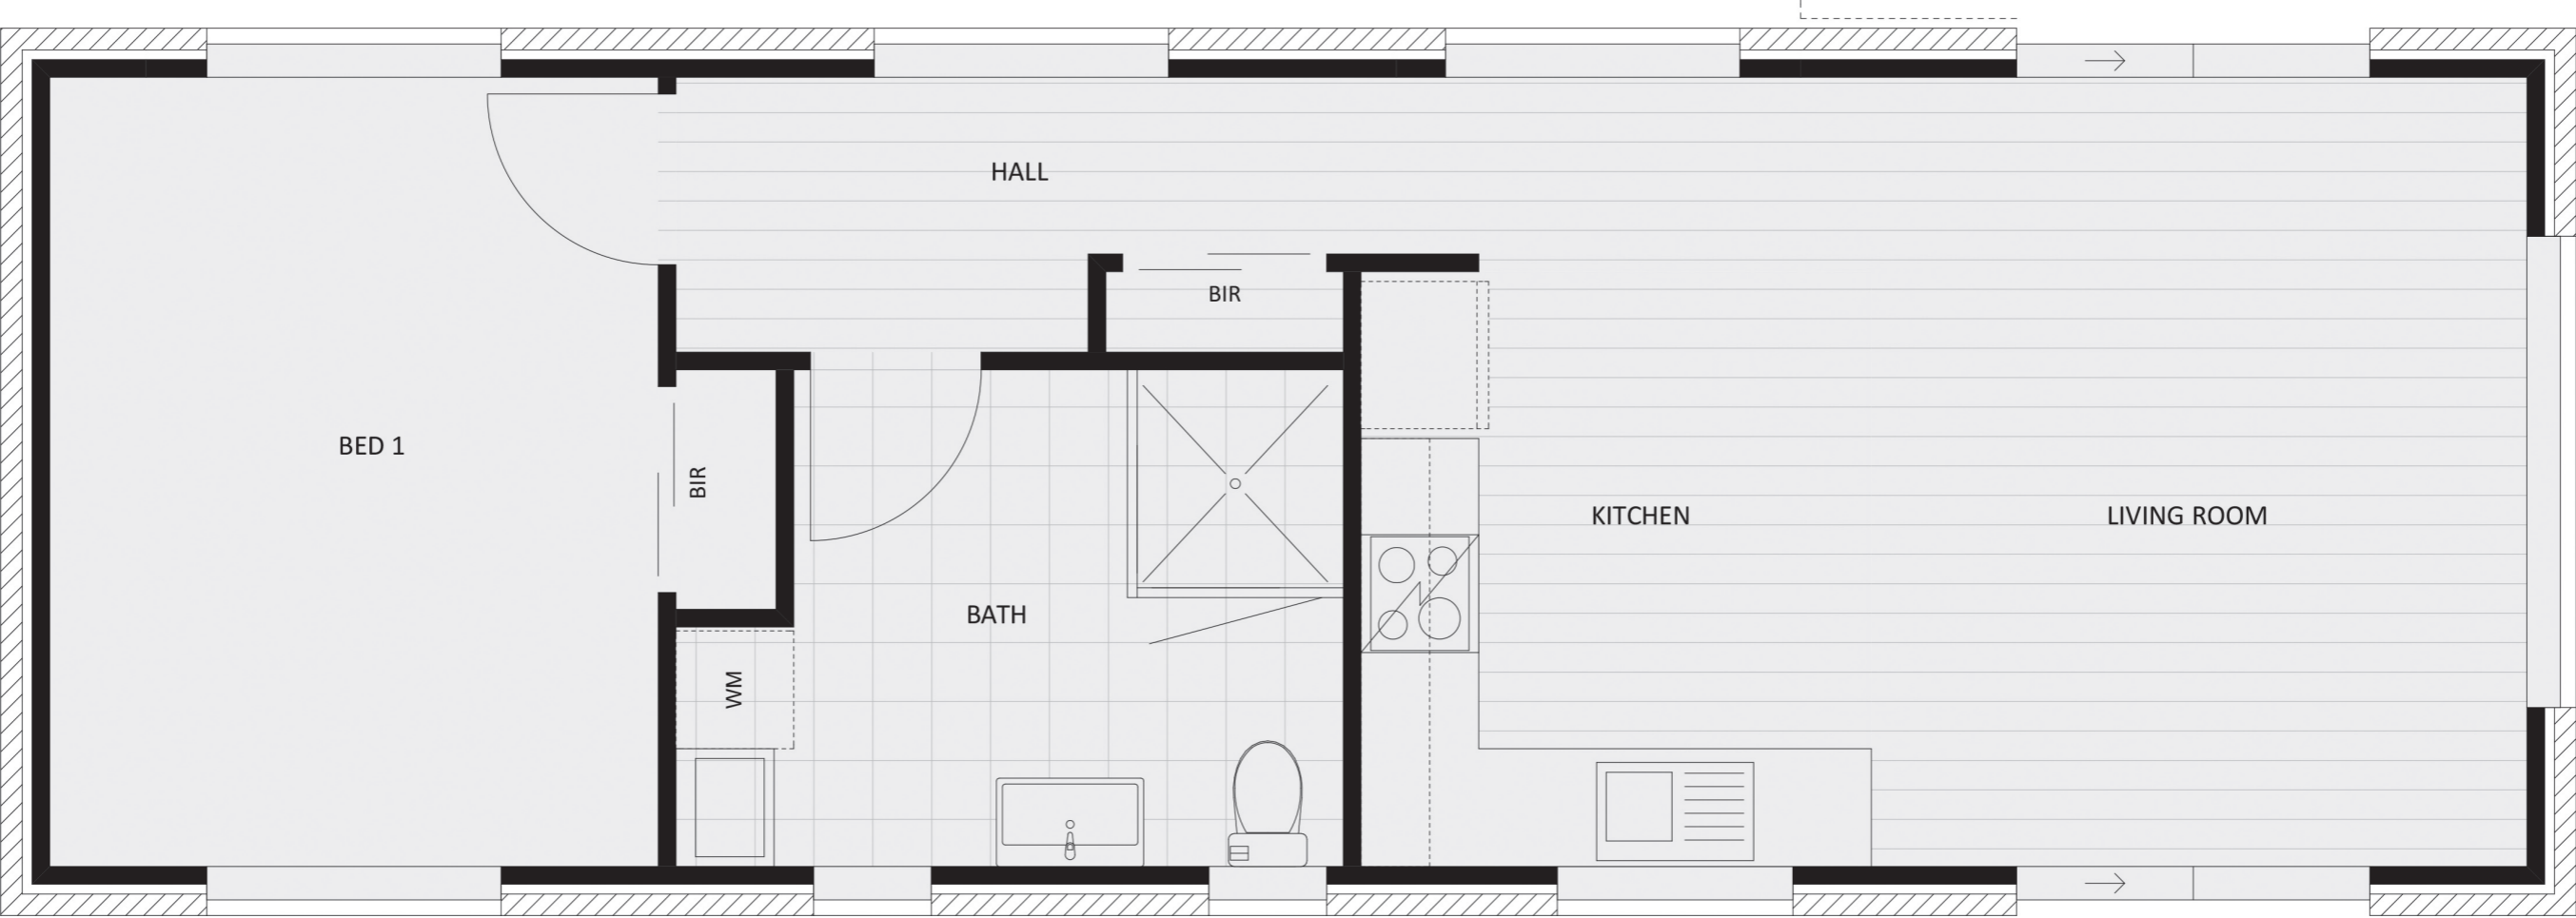 HALL
BIR
BED 1
BIR
KITCHEN
LIVING ROOM
BATH
WM